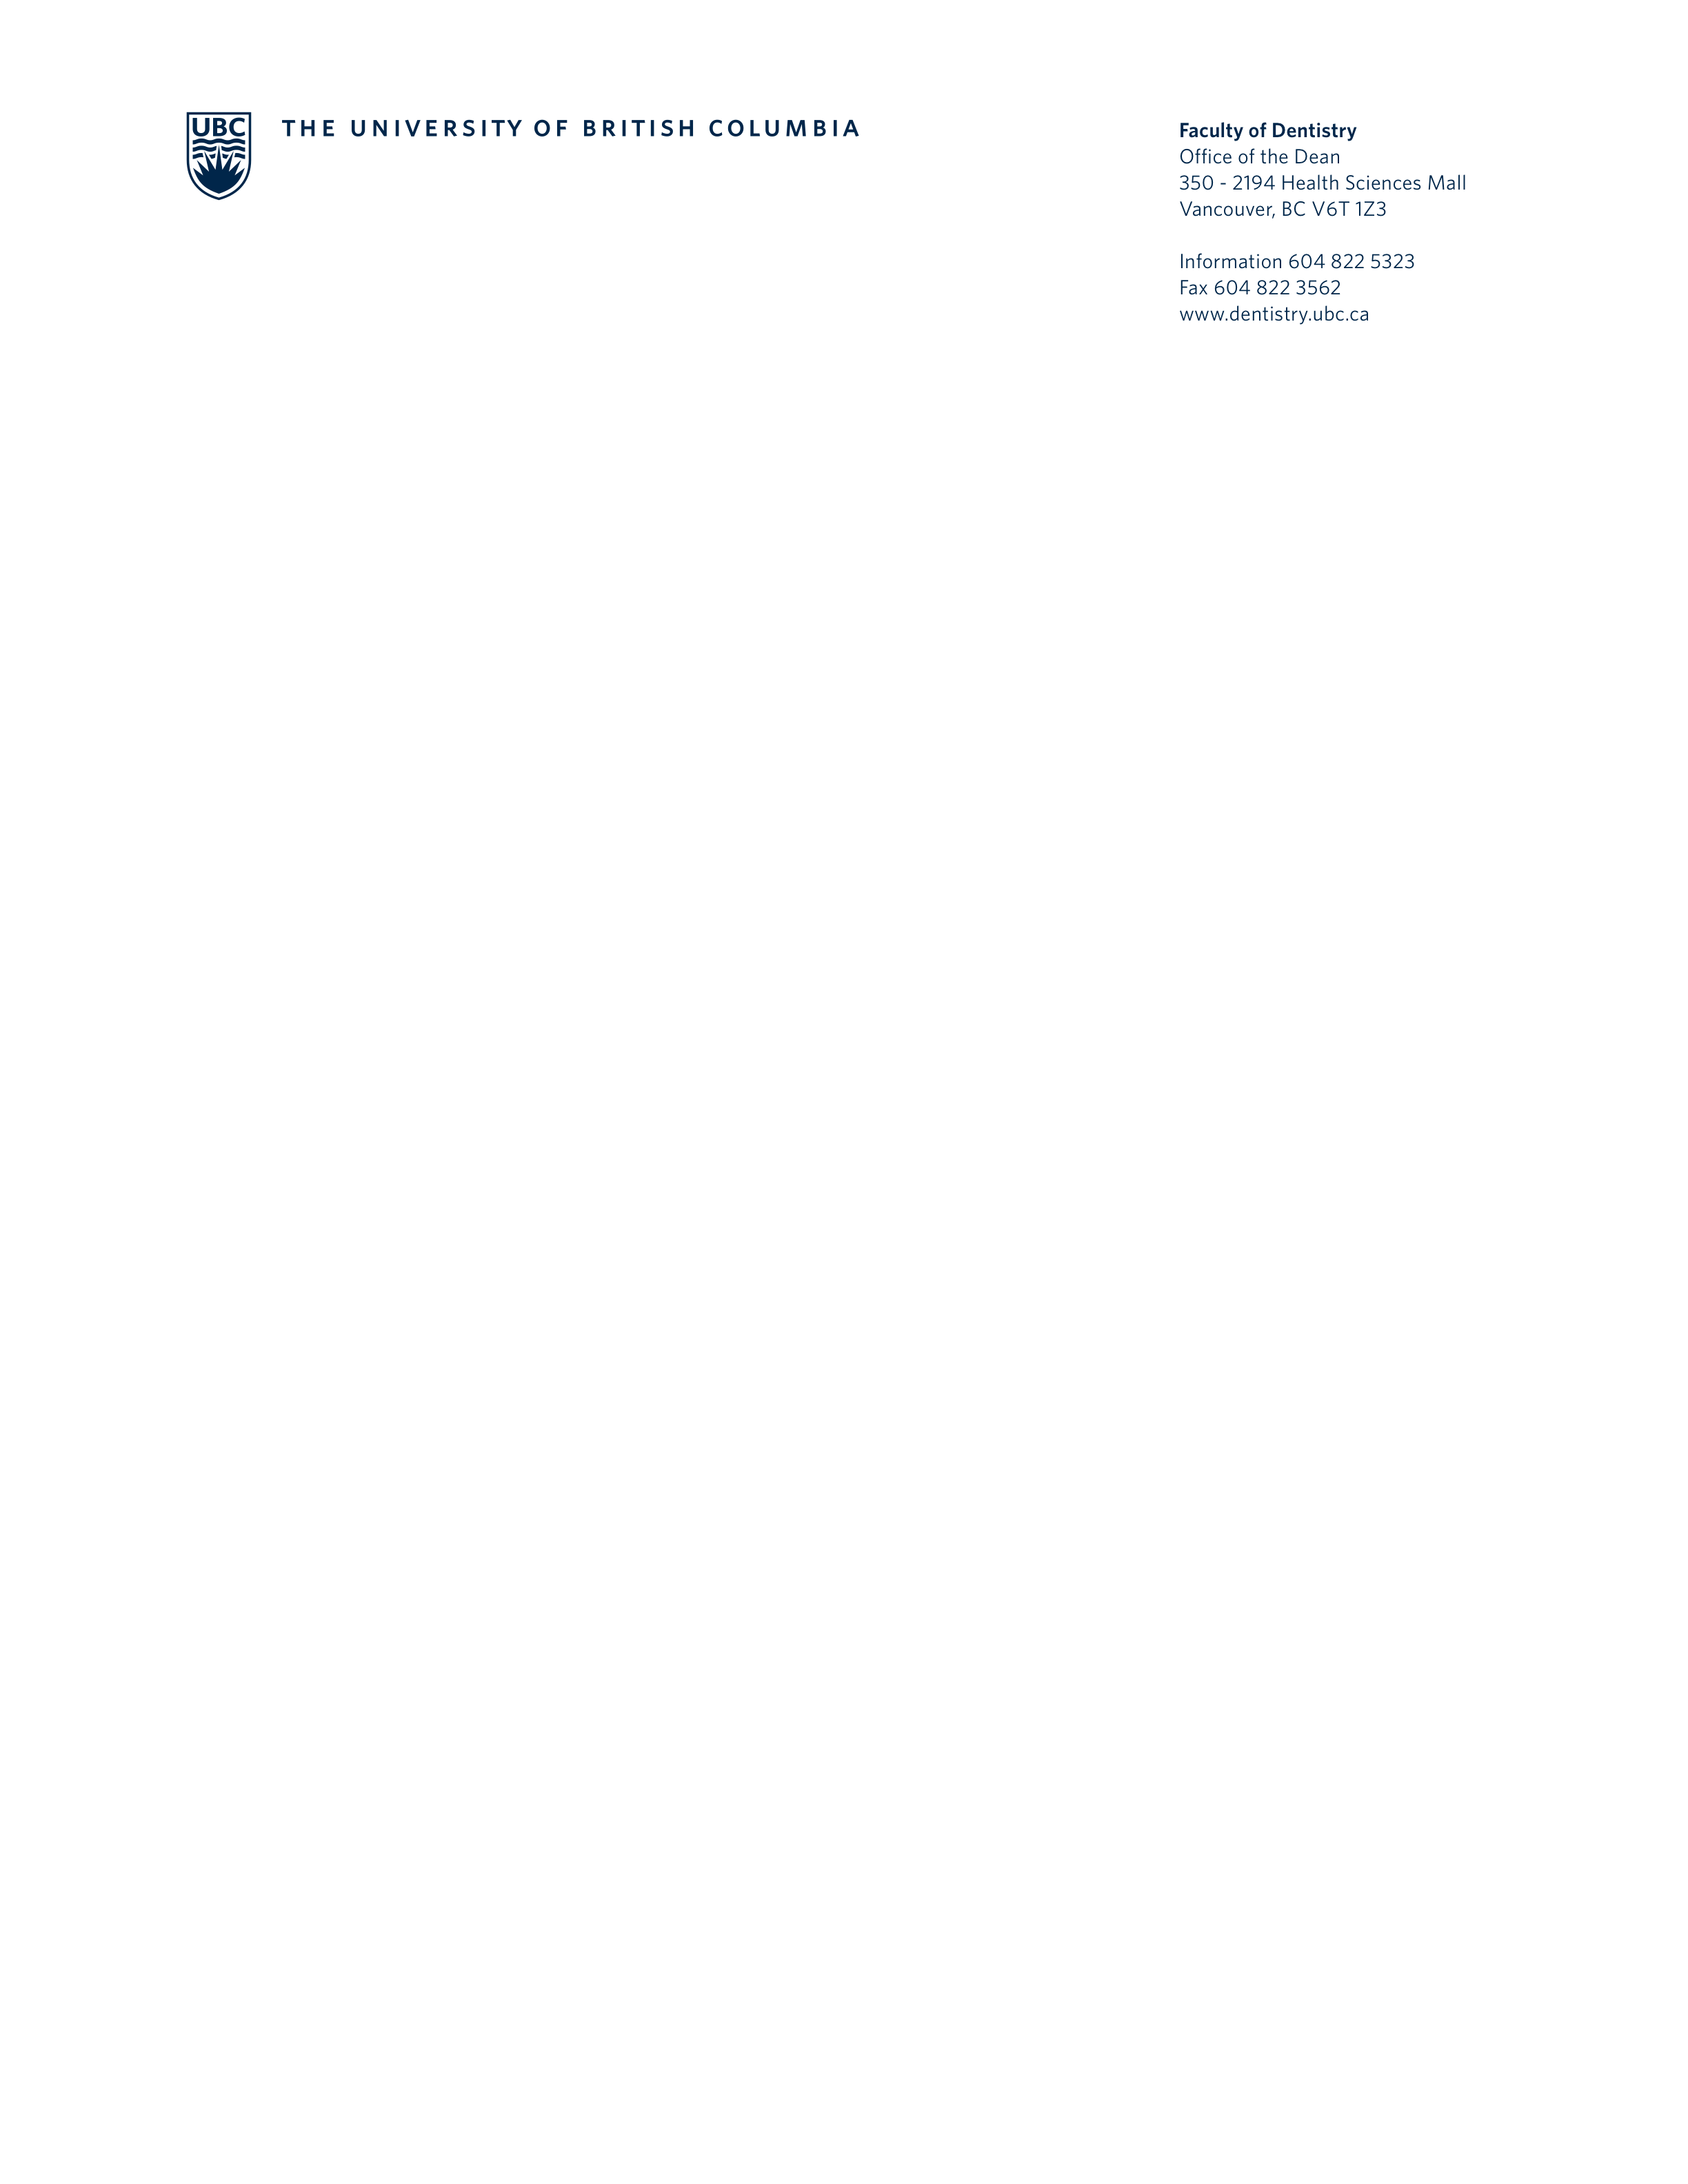 UBC
THE UNIVERSITY OF BRITISH COLUMBIA
Faculty of Dentistry
Office of the Dean
350 - 2194 Health Sciences Mall
Vancouver, BC V6T 1Z3
Information 604 822 5323
Fax 604 822 3562
www.dentistry.ubc.ca